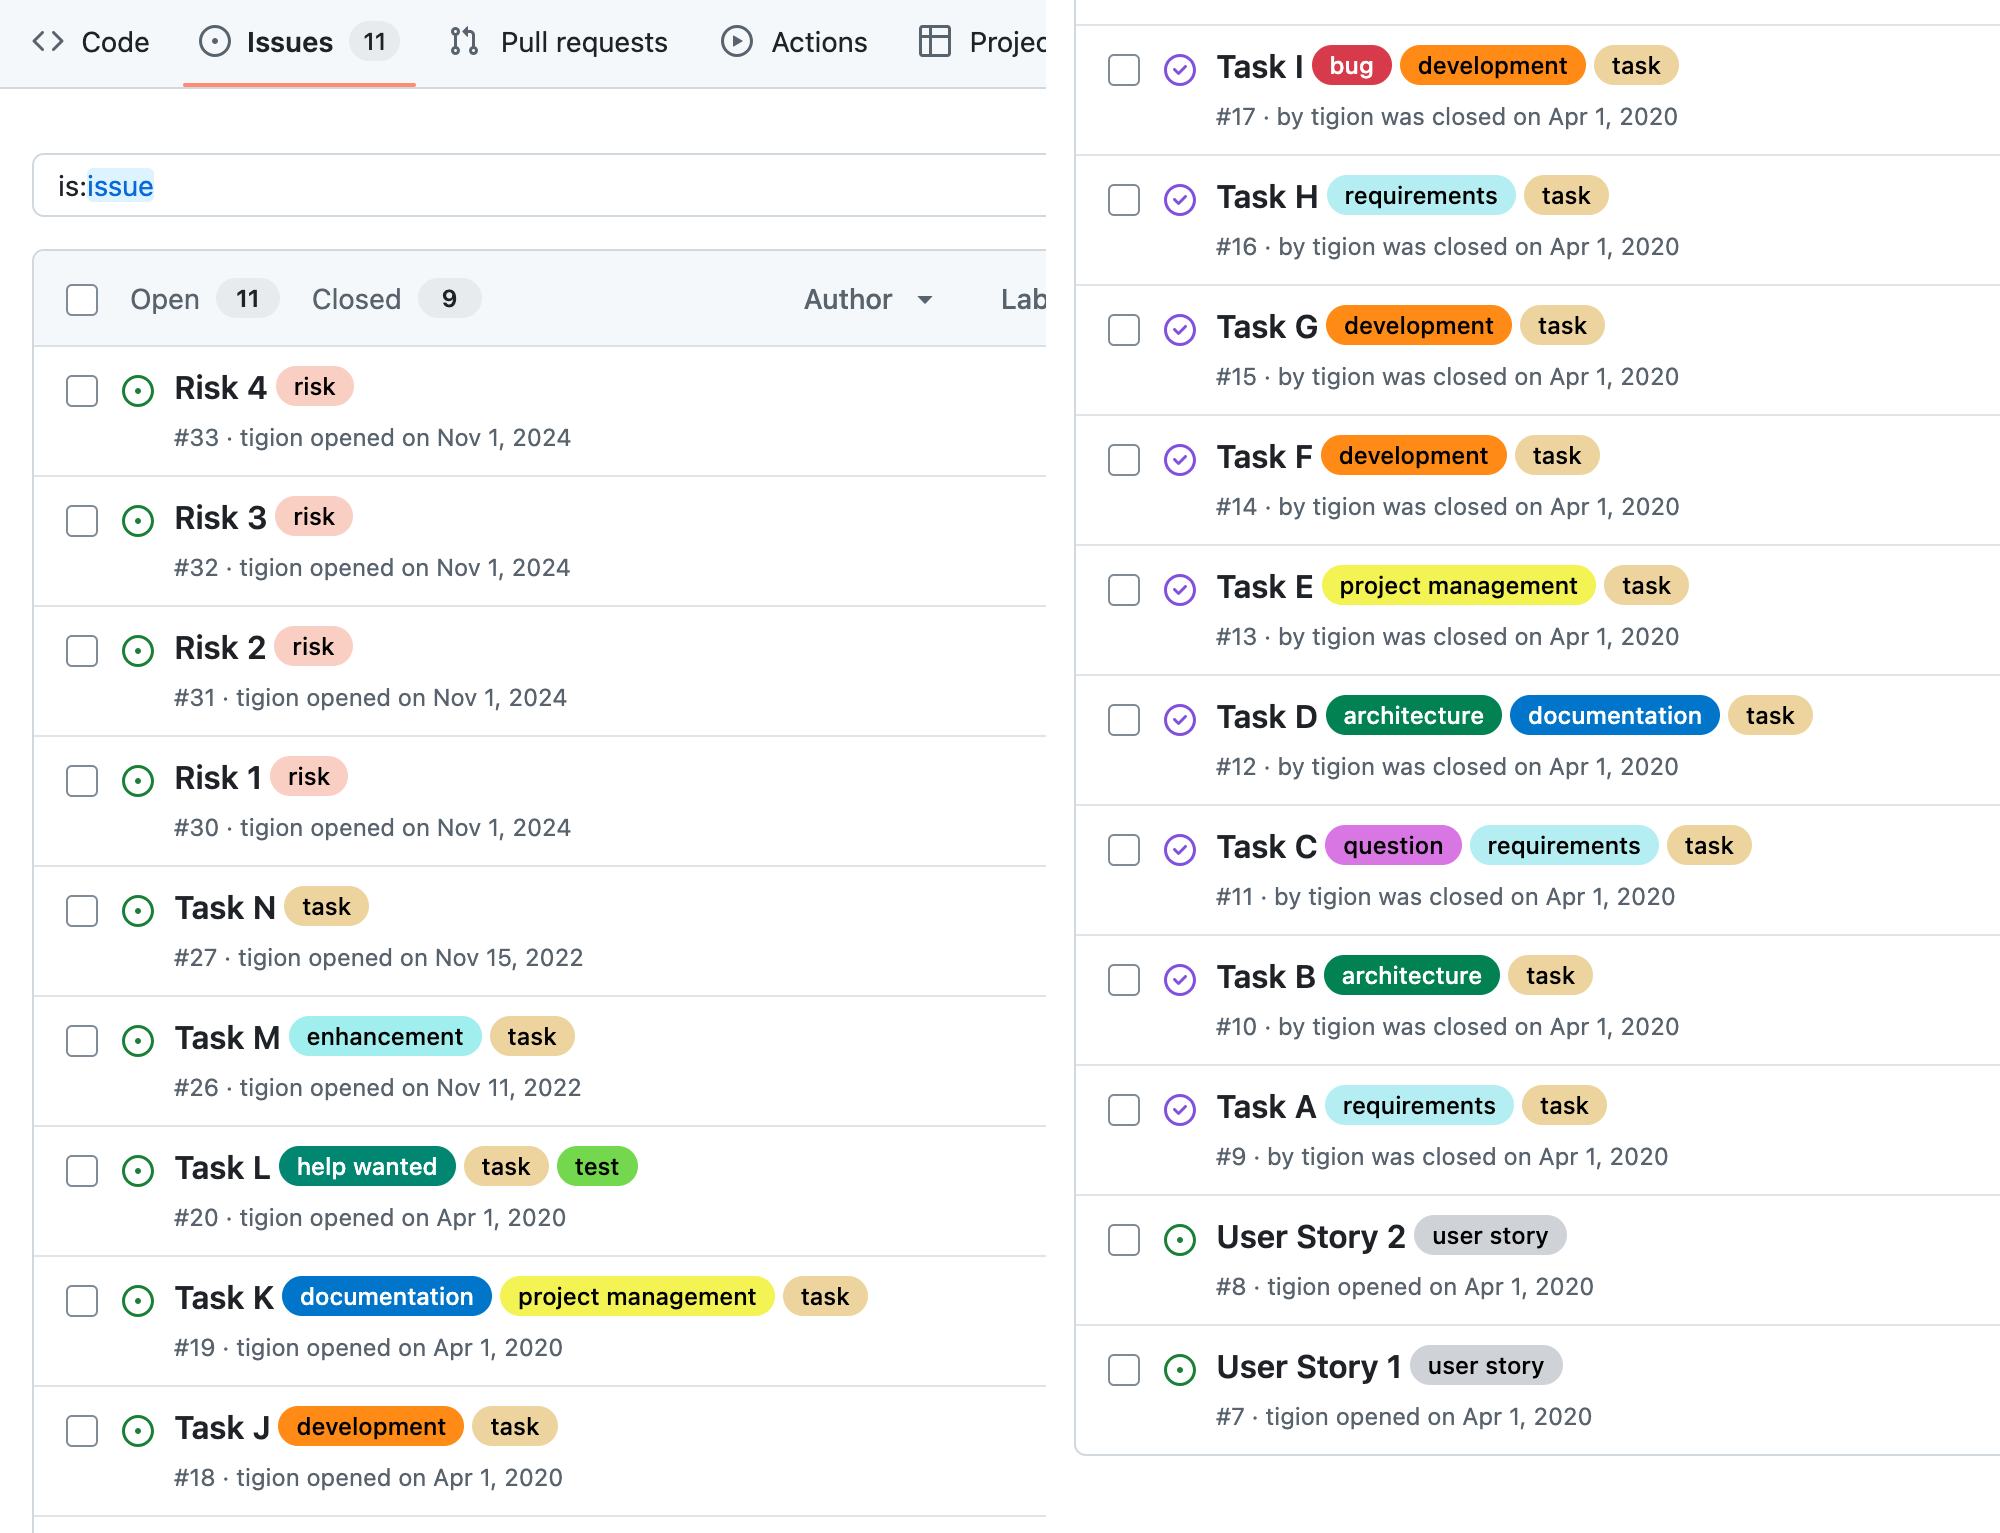 Code Issues 11 Pull requests Actions
is:issue
Open 11 Closed 9 Author
Risk 4 risk
#33 · tigion opened on Nov 1, 2024
Risk 3 risk
#32 · tigion opened on Nov 1, 2024
Risk 2 risk
#31 · tigion opened on Nov 1, 2024
Risk 1 risk
#30 · tigion opened on Nov 1, 2024
Task N task
#27 · tigion opened on Nov 15, 2022
Task M enhancement task
#26 · tigion opened on Nov 11, 2022
Task L help wanted task test
#20 · tigion opened on Apr 1, 2020
Task K documentation project management task
#19 · tigion opened on Apr 1, 2020
Task J development task
#18 · tigion opened on Apr 1, 2020
Task I bug development task
#17 · by tigion was closed on Apr 1, 2020
Task H requirements task
#16 · by tigion was closed on Apr 1, 2020
Task G development task
#15 · by tigion was closed on Apr 1, 2020
Task F development task
#14 · by tigion was closed on Apr 1, 2020
Task E project management task
#13 · by tigion was closed on Apr 1, 2020
Task D architecture documentation task
#12 · by tigion was closed on Apr 1, 2020
Task C question requirements task
#11 · by tigion was closed on Apr 1, 2020
Task B architecture task
#10 · by tigion was closed on Apr 1, 2020
Task A requirements task
#9 · by tigion was closed on Apr 1, 2020
User Story 2 user story
#8 · tigion opened on Apr 1, 2020
User Story 1 user story
#7 · tigion opened on Apr 1, 2020